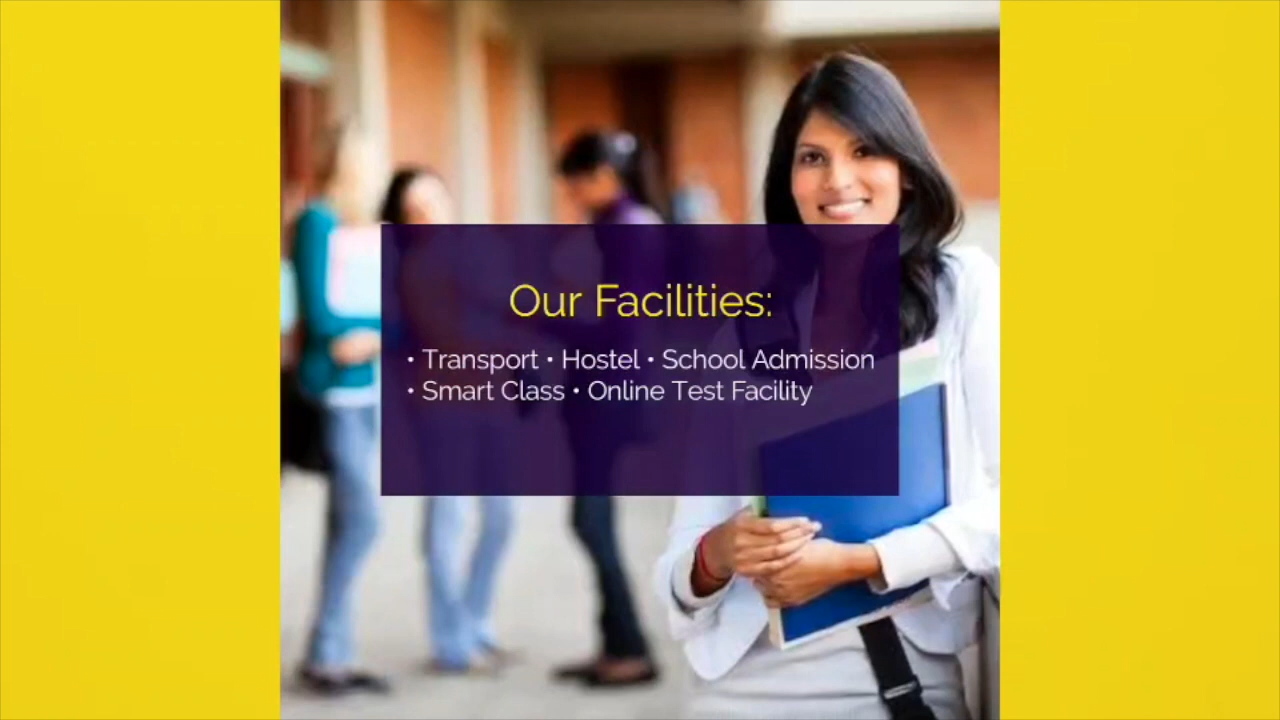 Our Facilities:
• Transport • Hostel • School Admission
• Smart Class • Online Test Facility